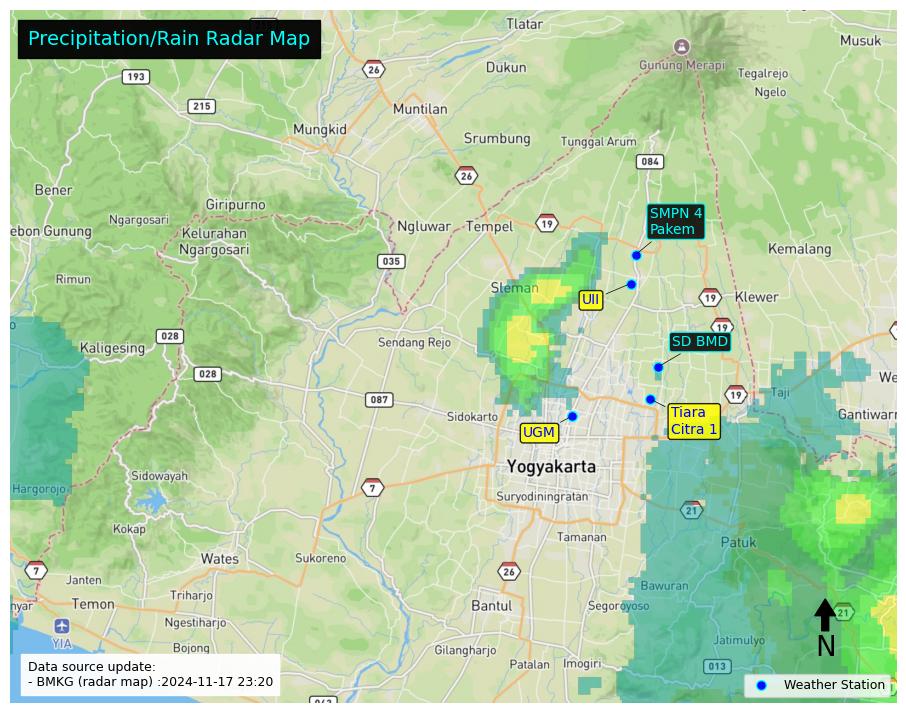 Precipitation/Rain Radar Map
Tlatar
Musuk
26
Gunung Merapi
193
Dukun
Tegalrejo
Ngelo
215
Muntilan
Mungkid
Srumbung
Tunggal Arum
084
26
Bener
Giripurno
SMPN 4
Pakem
Ngargosari
Ngluwar
Tempel
19
ebon Gunung
Kelurahan
Ngargosari
Kemalang
035
Rimun
Sleman
UII
19
Klewer
19
028
Kaligesing
Sendang Rejo
SD BMD
028
We
087
19
Taji
Sidokarto
Tiara
Citra 1
Gantiwarn
UGM
Yogyakarta
Sidowayah
Hargorojo
7
Suryodiningratan
21
Kokap
Tamanan
Patuk
Wates
Sukoreno
7
Janten
26
Bawuran
Triharjo
nyar
Temon
Bantul
Segoroyoso
21
Ngestiharjo
YIA
Jatimulyo
N
Bojong
Gilangharjo
Patalan
Imogiri
013
Data source update:
- BMKG (radar map) :2024-11-17 23:20
Weather Station